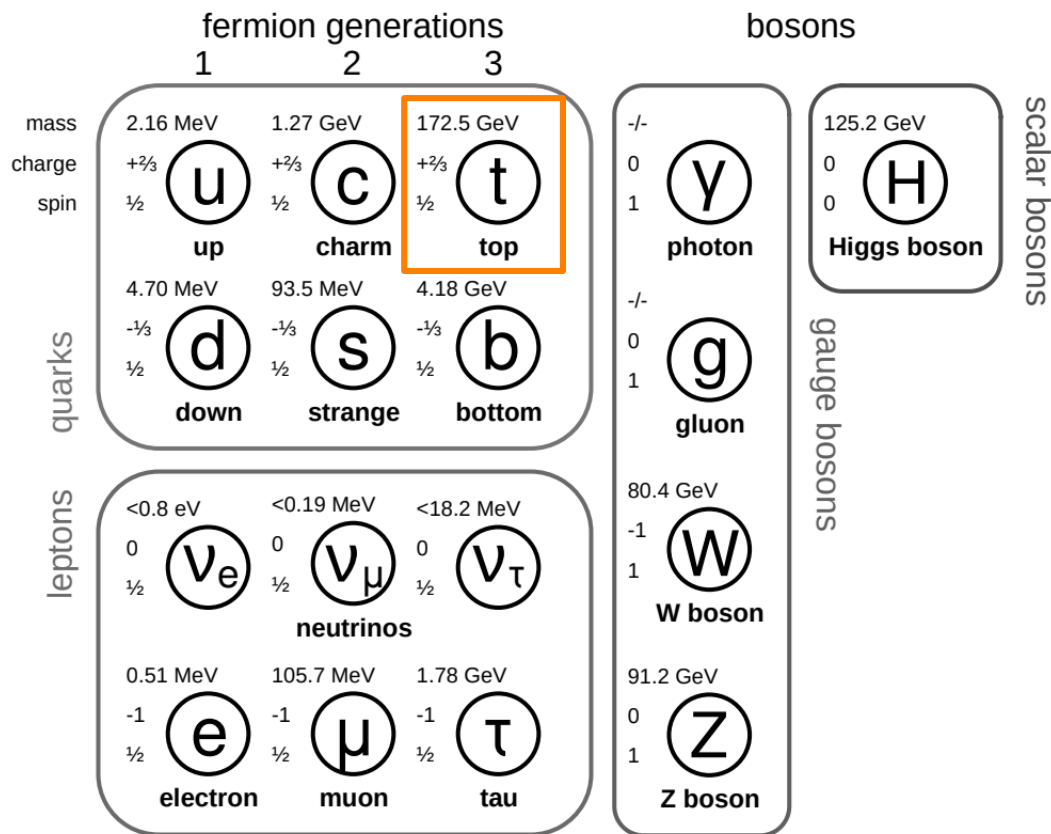 fermion generations
bosons
1 2 3
mass 2.16 MeV 1.27 GeV 172.5 GeV -/- 125.2 GeV
charge +⅔ +⅔ +⅔ 0 0
spin ½ ½ ½ 1 0
u c t γ H
up charm top photon Higgs boson
4.70 MeV 93.5 MeV 4.18 GeV -/-
-⅓ -⅓ -⅓ 0
½ ½ ½ 1
d s b g
down strange bottom gluon
quarks
<0.8 eV <0.19 MeV <18.2 MeV 80.4 GeV
0 0 0 -1
½ ½ ½ 1
νe νμ ντ W
neutrinos W boson
0.51 MeV 105.7 MeV 1.78 GeV 91.2 GeV
-1 -1 -1 0
½ ½ ½ 1
e μ τ Z
electron muon tau Z boson
leptons
gauge bosons
scalar bosons